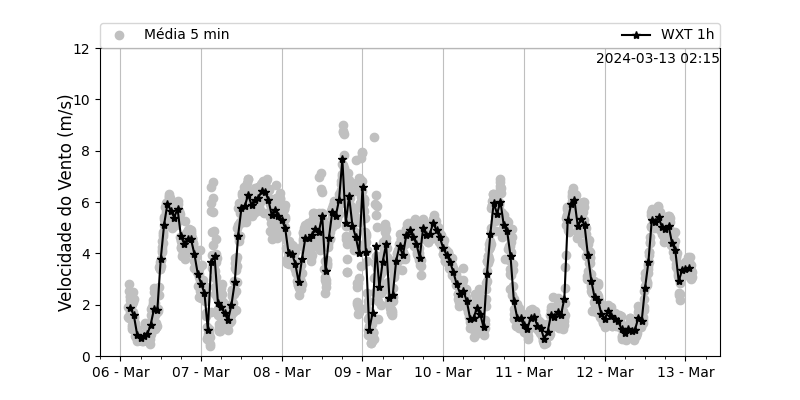 Média 5 min
WXT 1h
2024-03-13 02:15
Velocidade do Vento (m/s)
12
10
8
6
4
2
0
06 - Mar
07 - Mar
08 - Mar
09 - Mar
10 - Mar
11 - Mar
12 - Mar
13 - Mar